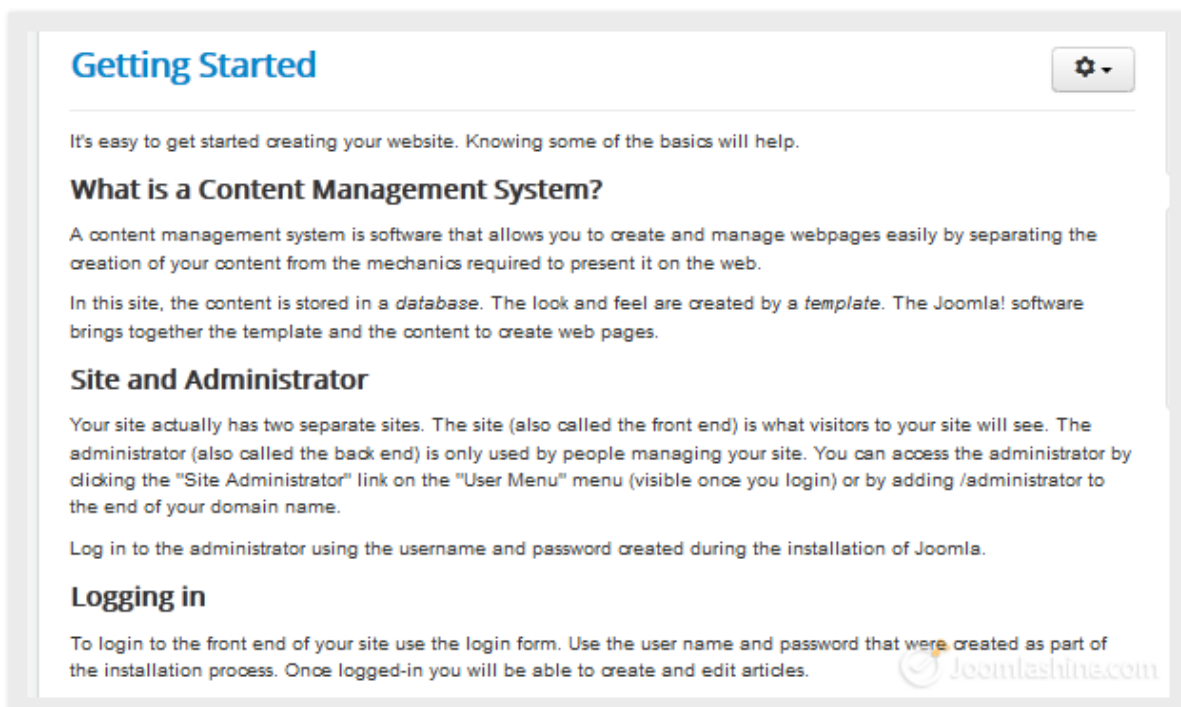 Getting Started
It's easy to get started creating your website. Knowing some of the basics will help.
What is a Content Management System?
A content management system is software that allows you to create and manage webpages easily by separating the
creation of your content from the mechanics required to present it on the web.
In this site, the content is stored in a database. The look and feel are created by a template. The Joomla! software
brings together the template and the content to create web pages.
Site and Administrator
Your site actually has two separate sites. The site (also called the front end) is what visitors to your site will see. The
administrator (also called the back end) is only used by people managing your site. You can access the administrator by
clicking the "Site Administrator" link on the "User Menu" menu (visible once you login) or by adding /administrator to
the end of your domain name.
Log in to the administrator using the username and password created during the installation of Joomla.
Logging in
To login to the front end of your site use the login form. Use the user name and password that were created as part of
the installation process. Once logged-in you will be able to create and edit articles.
Joomlashine.com